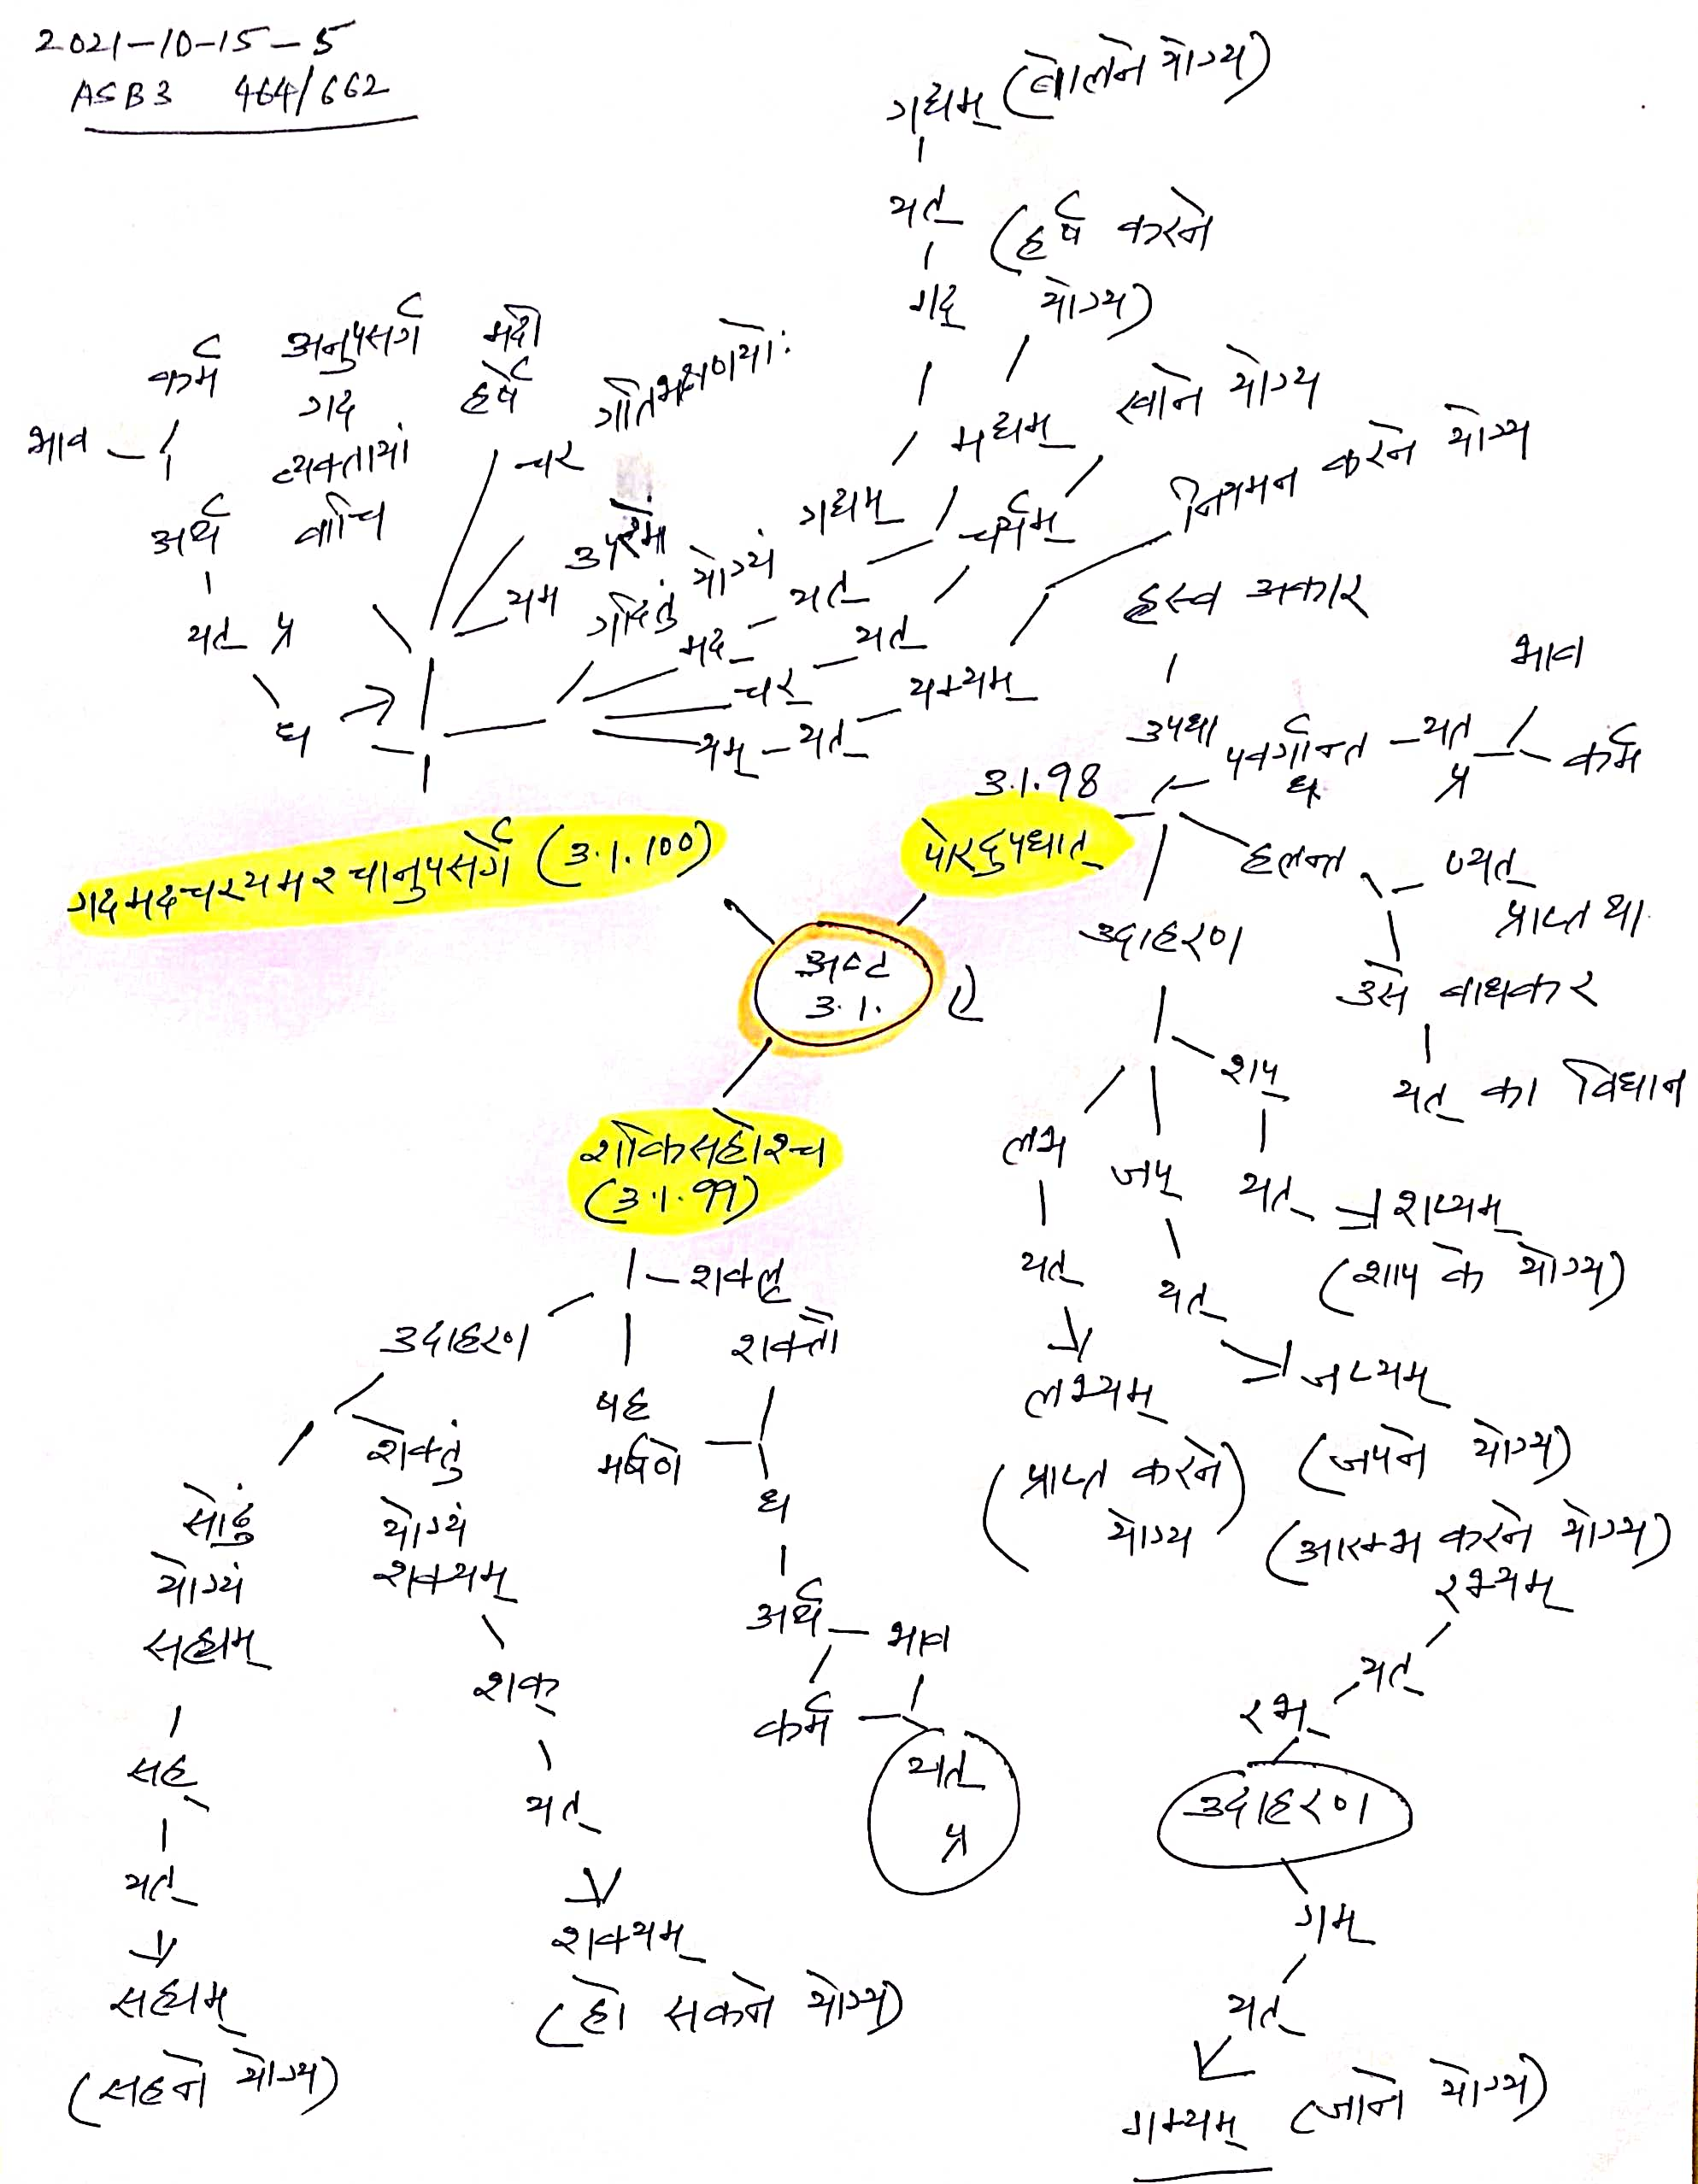 2021-10-15-5
ASB3 464/662
गद्यम् (बोलने योग्य)
यत्
गद्
(हर्ष करने
योग्य)
भाव
कर्म
अर्थ
यत् प्र
ध
अनुपसर्ग
गद
व्यक्तायां
वाचि
मदी
हर्षे
चर
गतिभक्षणयोः
यम
उपरमे
गदितुं योग्यं
गद्यम्
मद् यत्
मद्यम्
चर् यत्
चर्यम्
खाने योग्य
यम् यत् यम्यम्
नियमन करने योग्य
गदमदचरयमश्चानुपसर्गे (3.1.100)
3.1.98
पोरदुपधात्
अष्ट
3.1.
ह्रस्व अकार
उपधा
पवर्गान्त
ध
यत्
प्र
भाव
कर्म
हलन्त
ण्यत्
प्राप्त था
उसे बाधकर
यत् का विधान
उदाहरण
लभ
यत्
लभ्यम्
(प्राप्त करने
योग्य)
जप्
यत्
जप्यम्
(जपने योग्य)
शप्
यत् शप्यम्
(शाप के योग्य)
(आरम्भ करने योग्य)
रभ्यम्
यत्
रभ्
उदाहरण
गम्
यत्
गम्यम् (जाने योग्य)
शकिसहोश्च
(3.1.99)
शक्लृ
शक्तौ
षह
मर्षणे
ध
अर्थ
भाव
कर्म
यत्
प्र
उदाहरण
शक्तुं
योग्यं
शक्यम्
शक्
यत्
शक्यम्
(हो सकने योग्य)
सोढुं
योग्यं
सह्यम्
सह्
यत्
सह्यम्
(सहने योग्य)